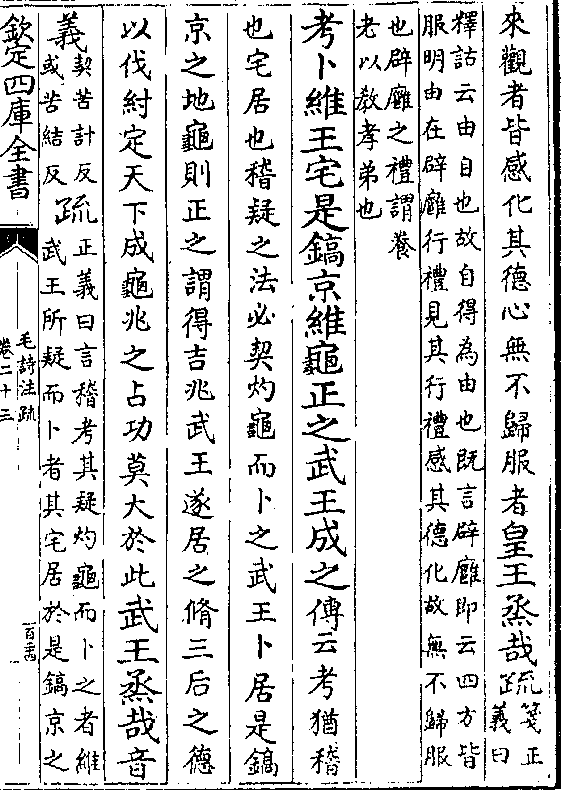 來觀者皆感化其德心無不歸服者皇王烝哉疏箋正
義曰
釋詁云由自也故自得為由也既言辟廱即云四方皆
服明由在辟廱行禮見其行禮感其德化故無不歸服
也辟廱之禮謂養
老以敎孝弟也
考卜維王宅是鎬京維龜正之武王成之傳云考猶稽
也宅居也稽疑之法必契灼龜而卜之武王卜居是鎬
京之地龜則正之謂得吉兆武王遂居之脩三后之德
以伐紂定天下成龜兆之占功莫大於此武王烝哉音
義契苦計反
或苦結反
疏正義曰言稽考其疑灼龜而卜之者維
武王所疑而卜者其宅居於是鎬京之
欽定四庫全書
毛詩注疏
卷二十三